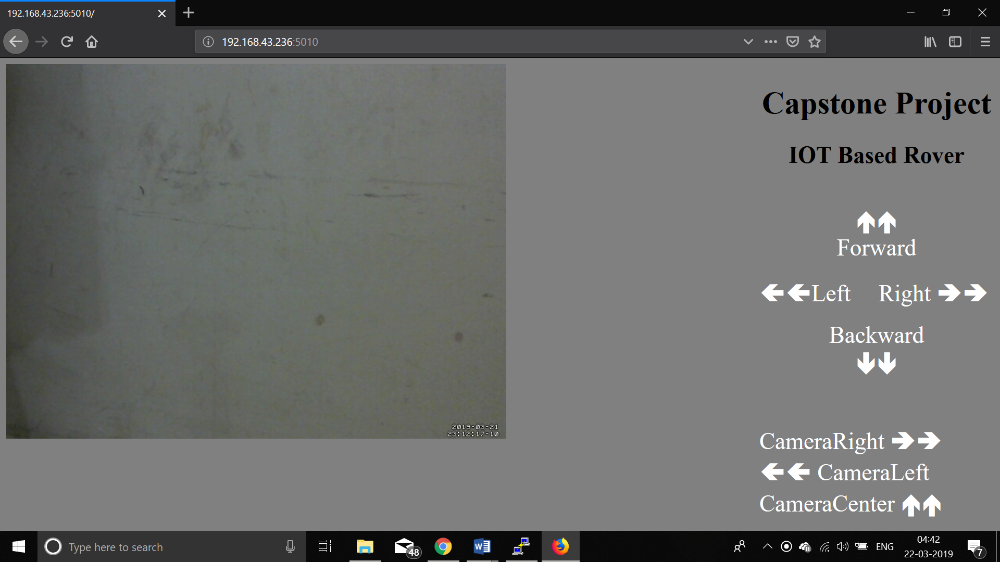 192.168.43.236:5010/
192.168.43.236:5010
Capstone Project
IOT Based Rover
Forward
Left Right
Backward
2019-03-21
23:12:17-10
CameraRight
CameraLeft
CameraCenter
Type here to search
48
W
ENG
04:42
22-03-2019
7